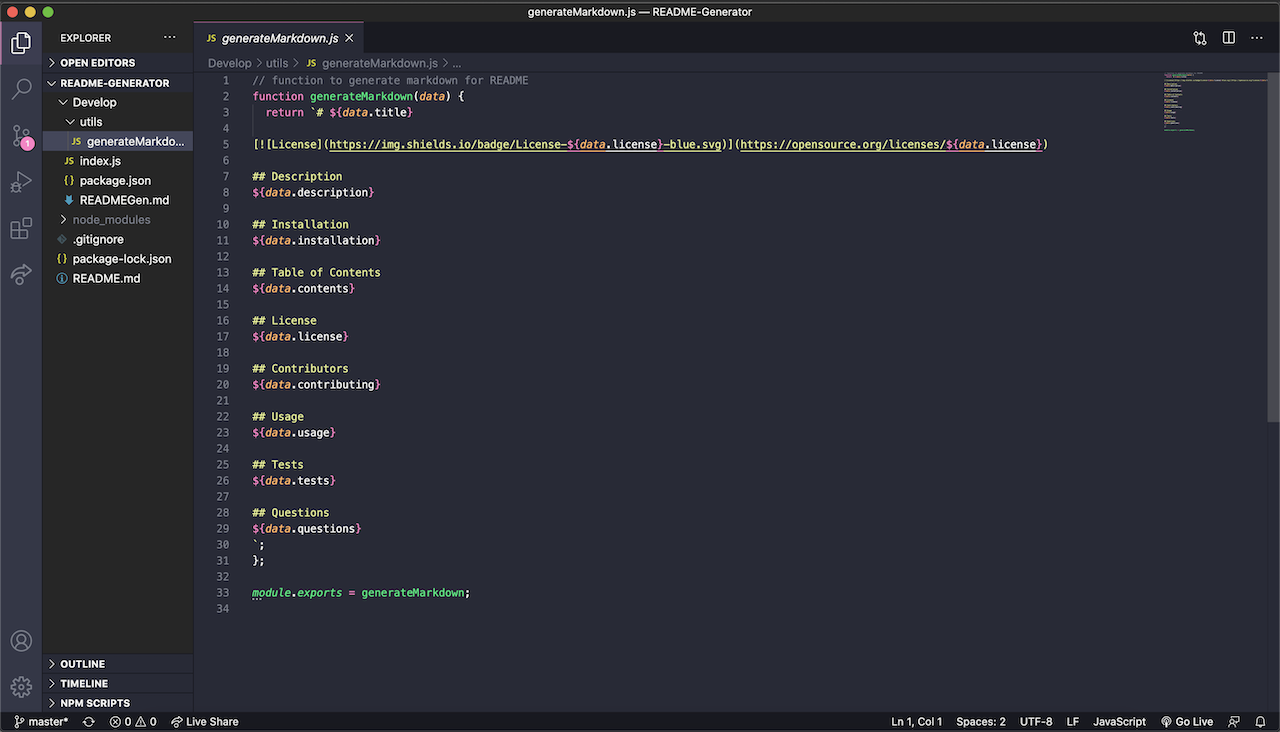 generateMarkdown.js — README-Generator
EXPLORER
JS generateMarkdown.js
OPEN EDITORS
Develop > utils > JS generateMarkdown.js > ...
README-GENERATOR
Develop
utils
JS generateMarkdo...
JS index.js
{} package.json
READMEGen.md
node_modules
.gitignore
{} package-lock.json
README.md
1 // function to generate markdown for README
2 function generateMarkdown(data) {
3 return `# ${data.title}
4
5 [![License](https://img.shields.io/badge/License-${data.license}-blue.svg)](https://opensource.org/licenses/${data.license})
6
7 ## Description
8 ${data.description}
9
10 ## Installation
11 ${data.installation}
12
13 ## Table of Contents
14 ${data.contents}
15
16 ## License
17 ${data.license}
18
19 ## Contributors
20 ${data.contributing}
21
22 ## Usage
23 ${data.usage}
24
25 ## Tests
26 ${data.tests}
27
28 ## Questions
29 ${data.questions}
30 `;
31 };
32
33 module.exports = generateMarkdown;
34
1
OUTLINE
TIMELINE
NPM SCRIPTS
master* 0 0 Live Share Ln 1, Col 1 Spaces: 2 UTF-8 LF JavaScript Go Live